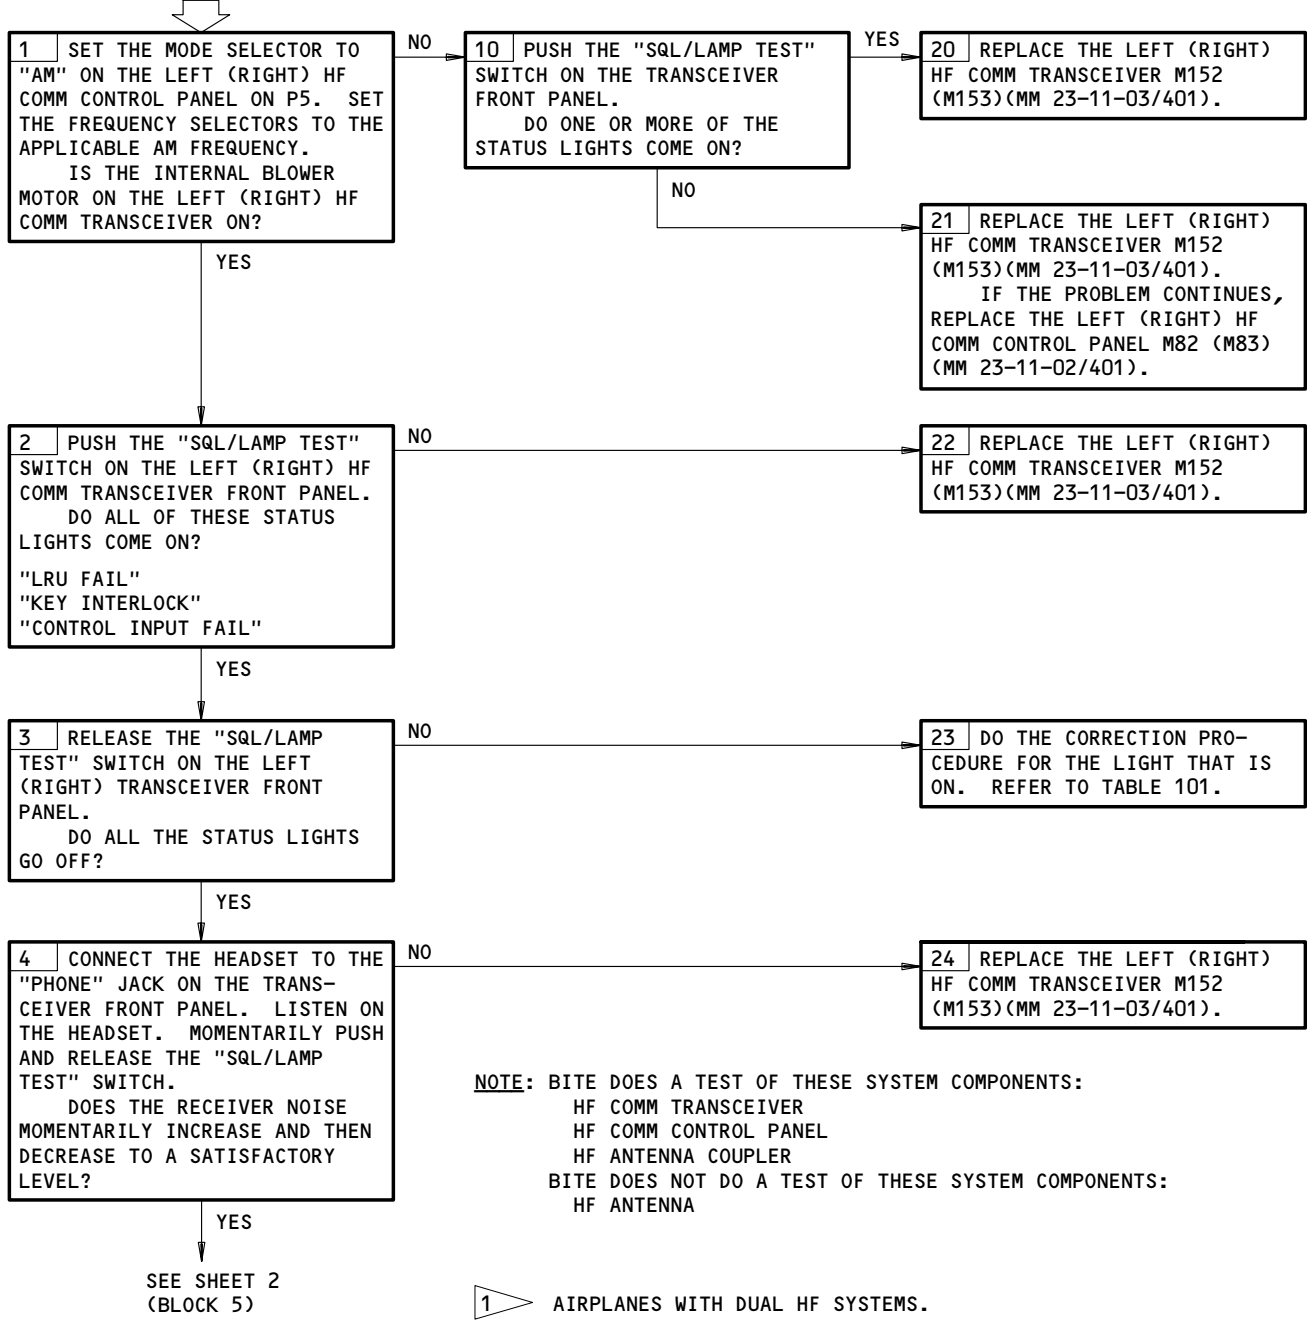 1 SET THE MODE SELECTOR TO
"AM" ON THE LEFT (RIGHT) HF
COMM CONTROL PANEL ON P5. SET
THE FREQUENCY SELECTORS TO THE
APPLICABLE AM FREQUENCY.
IS THE INTERNAL BLOWER
MOTOR ON THE LEFT (RIGHT) HF
COMM TRANSCEIVER ON?
NO
10 PUSH THE "SQL/LAMP TEST"
SWITCH ON THE TRANSCEIVER
FRONT PANEL.
DO ONE OR MORE OF THE
STATUS LIGHTS COME ON?
YES
20 REPLACE THE LEFT (RIGHT)
HF COMM TRANSCEIVER M152
(M153)(MM 23-11-03/401).
NO
21 REPLACE THE LEFT (RIGHT)
HF COMM TRANSCEIVER M152
(M153)(MM 23-11-03/401).
IF THE PROBLEM CONTINUES,
REPLACE THE LEFT (RIGHT) HF
COMM CONTROL PANEL M82 (M83)
(MM 23-11-02/401).
YES
2 PUSH THE "SQL/LAMP TEST"
SWITCH ON THE LEFT (RIGHT) HF
COMM TRANSCEIVER FRONT PANEL.
DO ALL OF THESE STATUS
LIGHTS COME ON?
"LRU FAIL"
"KEY INTERLOCK"
"CONTROL INPUT FAIL"
NO
22 REPLACE THE LEFT (RIGHT)
HF COMM TRANSCEIVER M152
(M153)(MM 23-11-03/401).
YES
3 RELEASE THE "SQL/LAMP
TEST" SWITCH ON THE LEFT
(RIGHT) TRANSCEIVER FRONT
PANEL.
DO ALL THE STATUS LIGHTS
GO OFF?
NO
23 DO THE CORRECTION PRO-
CEDURE FOR THE LIGHT THAT IS
ON. REFER TO TABLE 101.
YES
4 CONNECT THE HEADSET TO THE
"PHONE" JACK ON THE TRANS-
CEIVER FRONT PANEL. LISTEN ON
THE HEADSET. MOMENTARILY PUSH
AND RELEASE THE "SQL/LAMP
TEST" SWITCH.
DOES THE RECEIVER NOISE
MOMENTARILY INCREASE AND THEN
DECREASE TO A SATISFACTORY
LEVEL?
NO
24 REPLACE THE LEFT (RIGHT)
HF COMM TRANSCEIVER M152
(M153)(MM 23-11-03/401).
YES
SEE SHEET 2
(BLOCK 5)
NOTE: BITE DOES A TEST OF THESE SYSTEM COMPONENTS:
HF COMM TRANSCEIVER
HF COMM CONTROL PANEL
HF ANTENNA COUPLER
BITE DOES NOT DO A TEST OF THESE SYSTEM COMPONENTS:
HF ANTENNA
1 AIRPLANES WITH DUAL HF SYSTEMS.